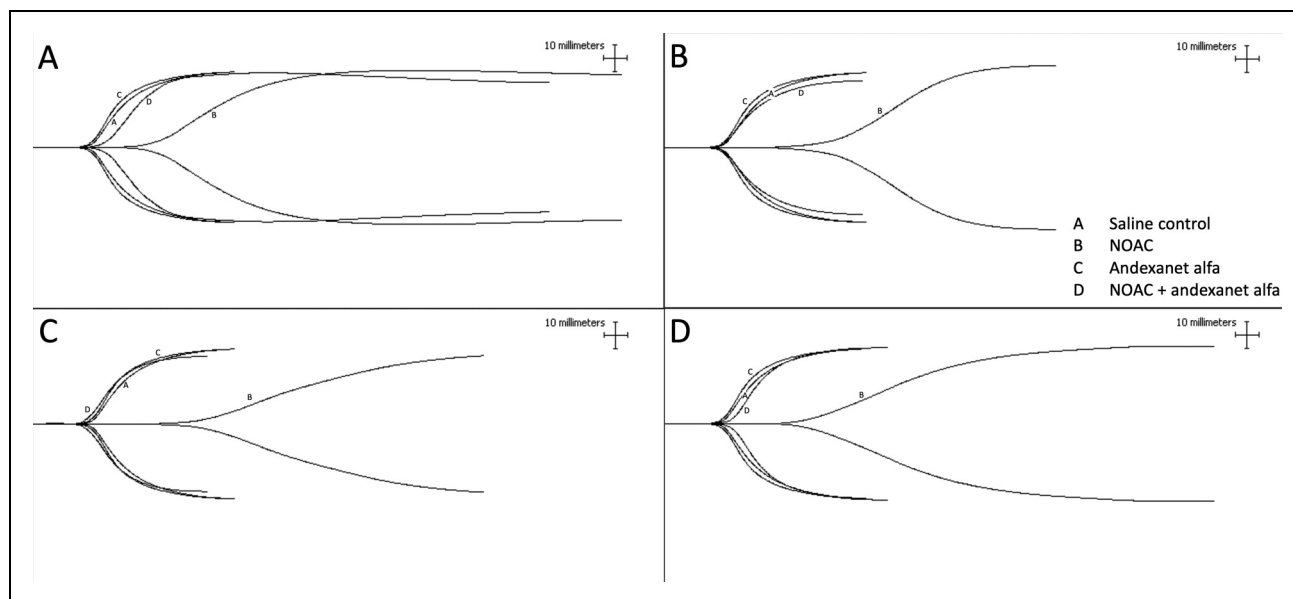 A
10 millimeters
C
D
A
B
B
10 millimeters
C
A
D
B
A Saline control
B NOAC
C Andexanet alfa
D NOAC + andexanet alfa
C
10 millimeters
C
A
D
B
D
10 millimeters
C
A
D
B